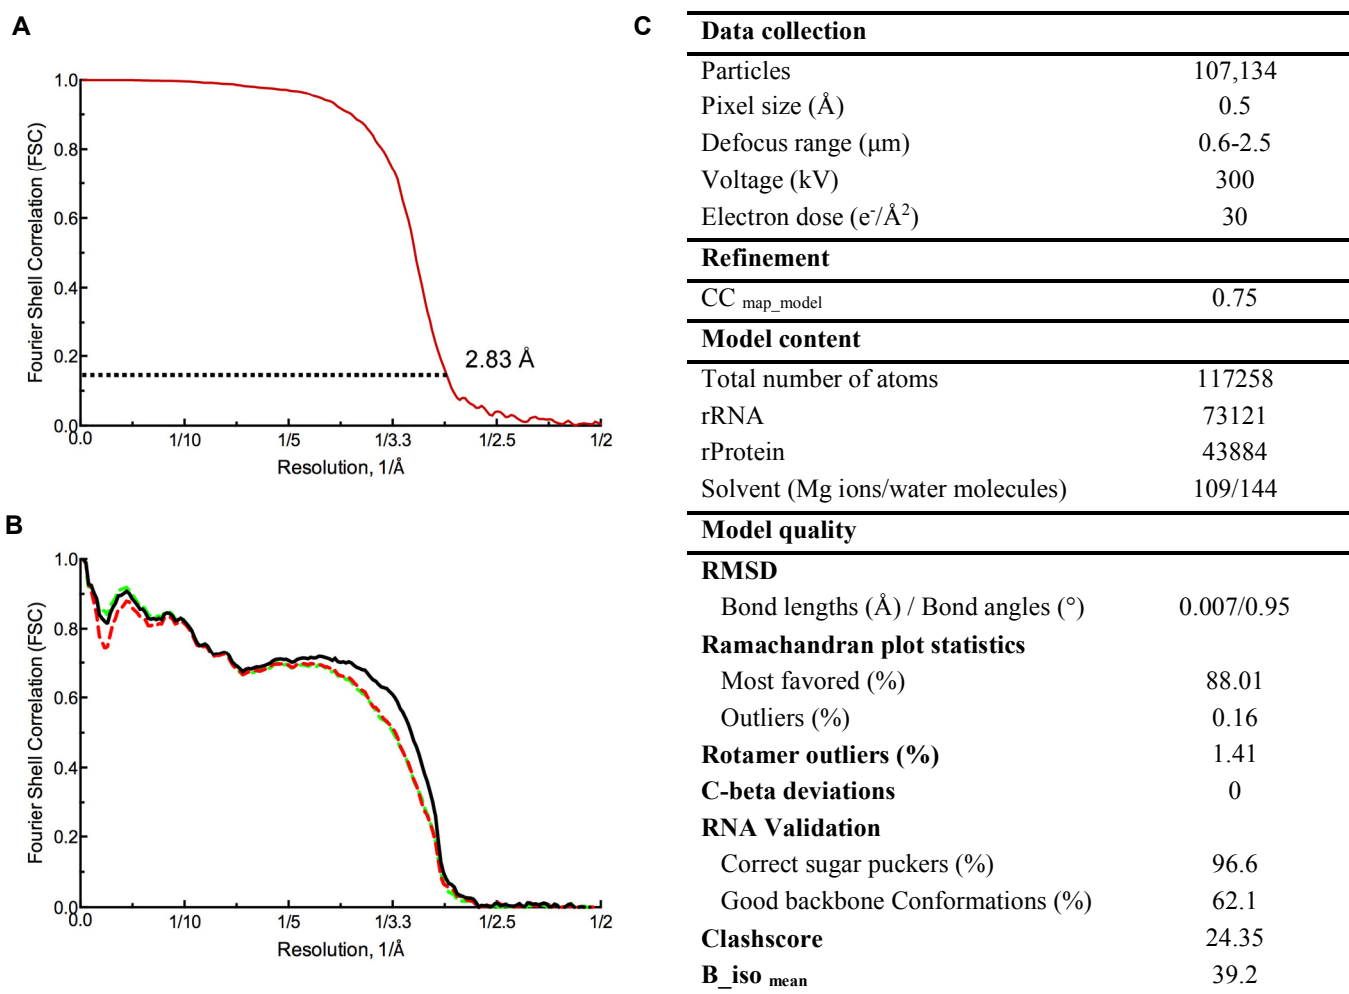 A
1.0
0.8
0.6
0.4
0.2
0.0
Fourier Shell Correlation (FSC)
2.83 Å
0.0 1/10 1/5 1/3.3 1/2.5 1/2
Resolution, 1/Å
B
1.0
0.8
0.6
0.4
0.2
0.0
Fourier Shell Correlation (FSC)
0.0 1/10 1/5 1/3.3 1/2.5 1/2
Resolution, 1/Å
C
Data collection
Particles 107,134
Pixel size (Å) 0.5
Defocus range (μm) 0.6-2.5
Voltage (kV) 300
Electron dose (e⁻/Å²) 30
Refinement
CC map_model 0.75
Model content
Total number of atoms 117258
rRNA 73121
rProtein 43884
Solvent (Mg ions/water molecules) 109/144
Model quality
RMSD
Bond lengths (Å) / Bond angles (°) 0.007/0.95
Ramachandran plot statistics
Most favored (%) 88.01
Outliers (%) 0.16
Rotamer outliers (%) 1.41
C-beta deviations 0
RNA Validation
Correct sugar puckers (%) 96.6
Good backbone Conformations (%) 62.1
Clashscore 24.35
B_iso mean 39.2